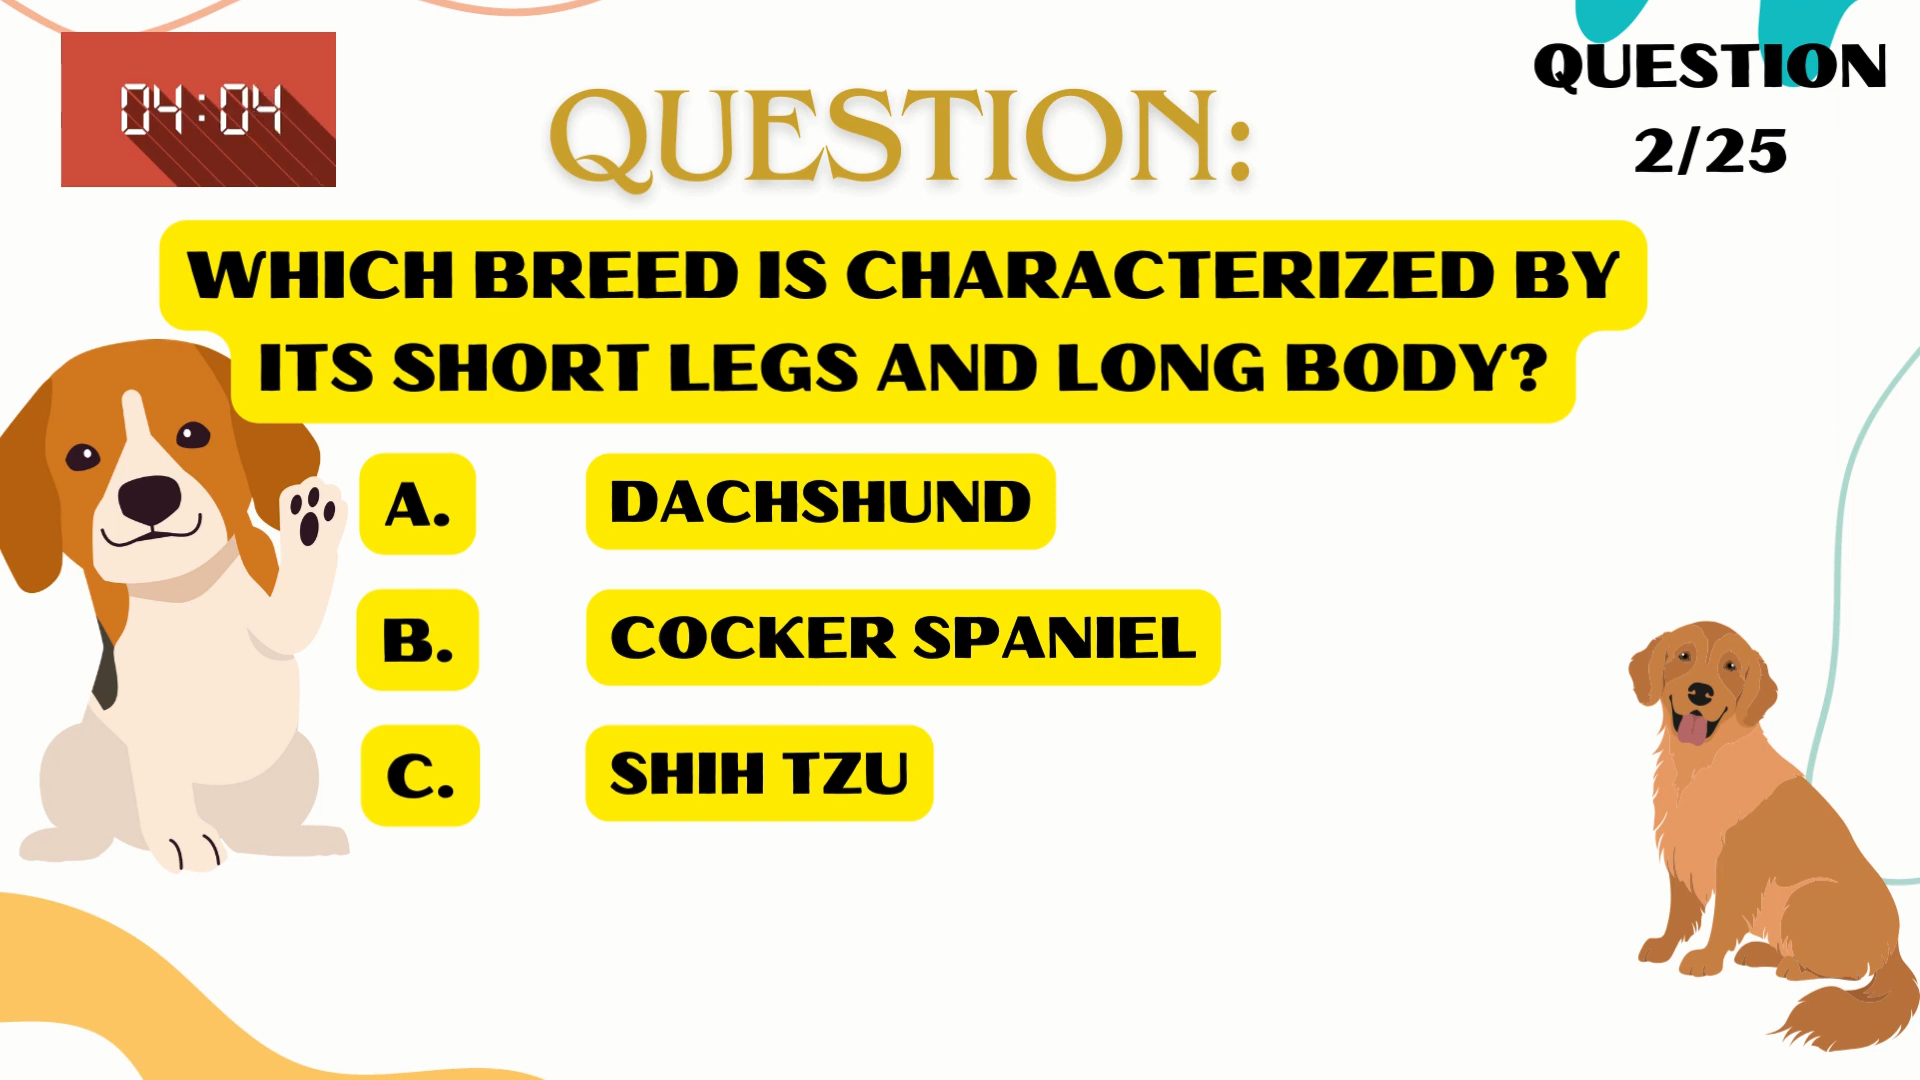 04:04
QUESTION:
QUESTION
2/25
WHICH BREED IS CHARACTERIZED BY
ITS SHORT LEGS AND LONG BODY?
A. DACHSHUND
B. COCKER SPANIEL
C. SHIH TZU